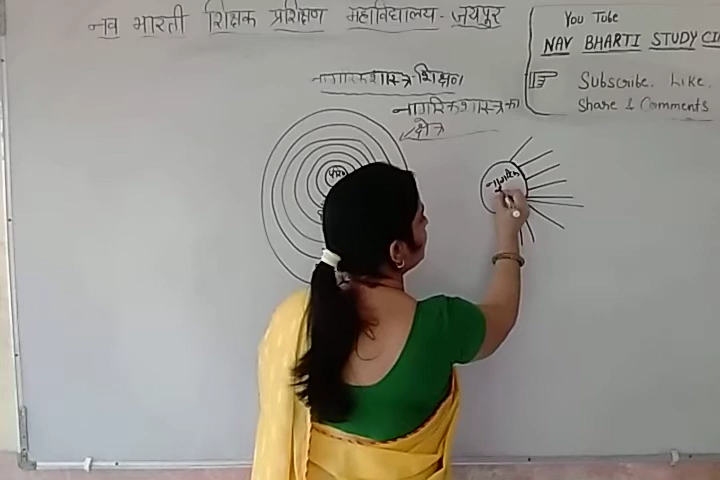 नव भारती शिक्षक प्रशिक्षण महाविद्यालय - जयपुर
You Tube
NAV BHARTI STUDY
Subscribe. Like.
Share & Comments
नागरिकशास्त्र-शिक्षण
नागरिकशास्त्र का
क्षेत्र